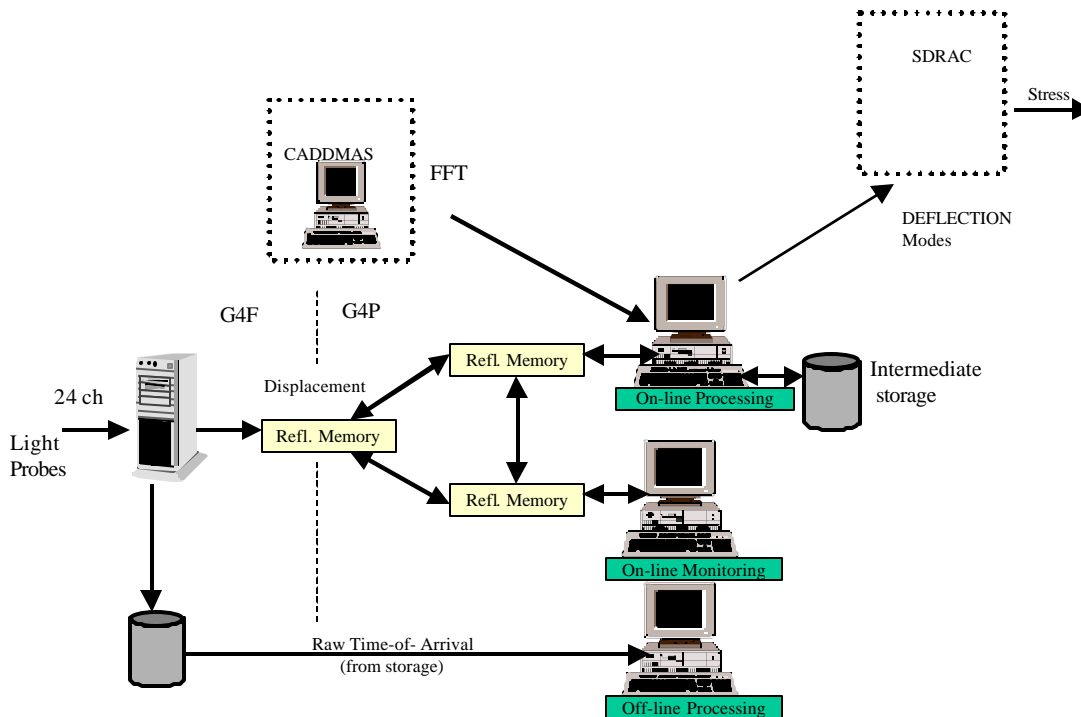 SDRAC
Stress
CADDMAS
FFT
DEFLECTION
Modes
G4F
G4P
24 ch
Light
Probes
Displacement
Refl. Memory
Refl. Memory
Refl. Memory
On-line Processing
Intermediate
storage
On-line Monitoring
Raw Time-of- Arrival
(from storage)
Off-line Processing